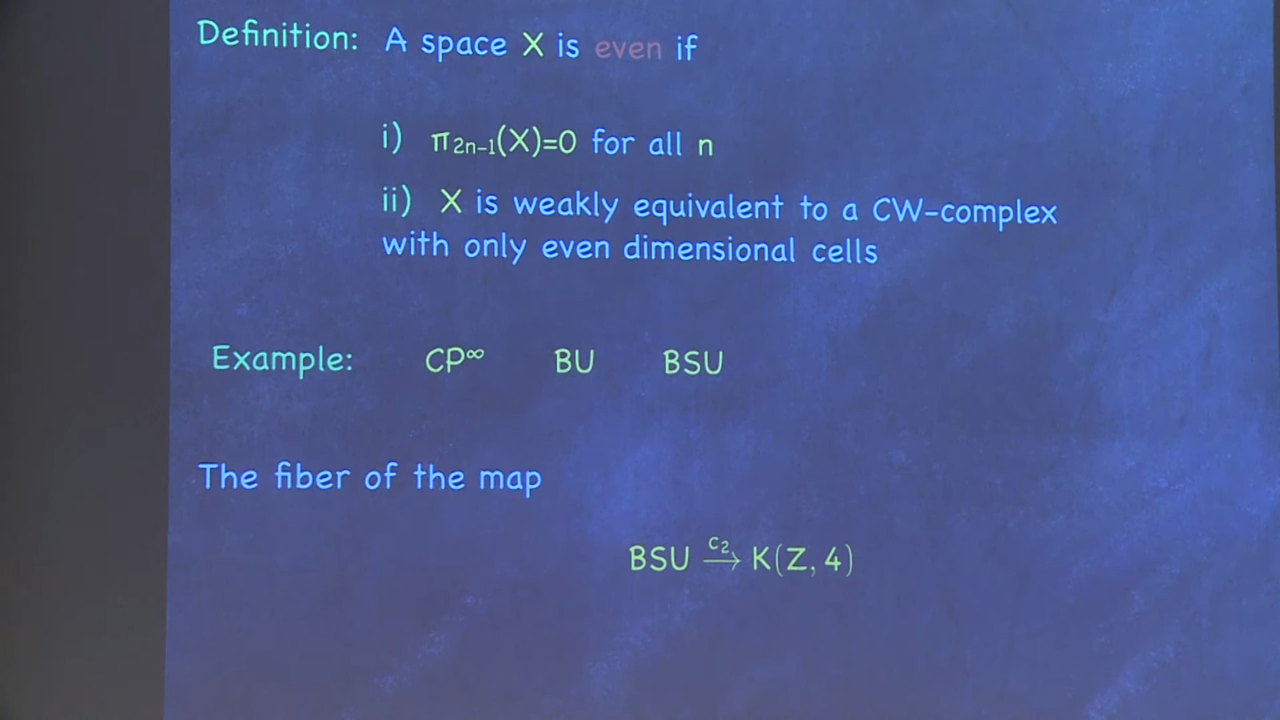 Definition: A space X is even if
i) π2n-1(X)=0 for all n
ii) X is weakly equivalent to a CW-complex
with only even dimensional cells
Example: CP∞ BU BSU
The fiber of the map
BSU →c2 K(Z, 4)